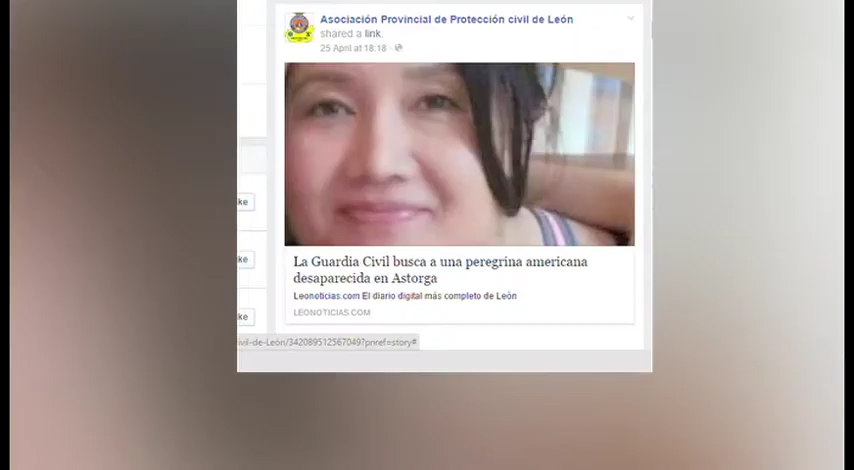 Asociación Provincial de Protección civil de León
shared a link.
25 April at 18:18
ke
La Guardia Civil busca a una peregrina americana
desaparecida en Astorga
Leonoticias.com El diario digital más completo de León
ke
LEONOTICIAS.COM
ke
ivil-de-León/342089512567049?pnref=story#